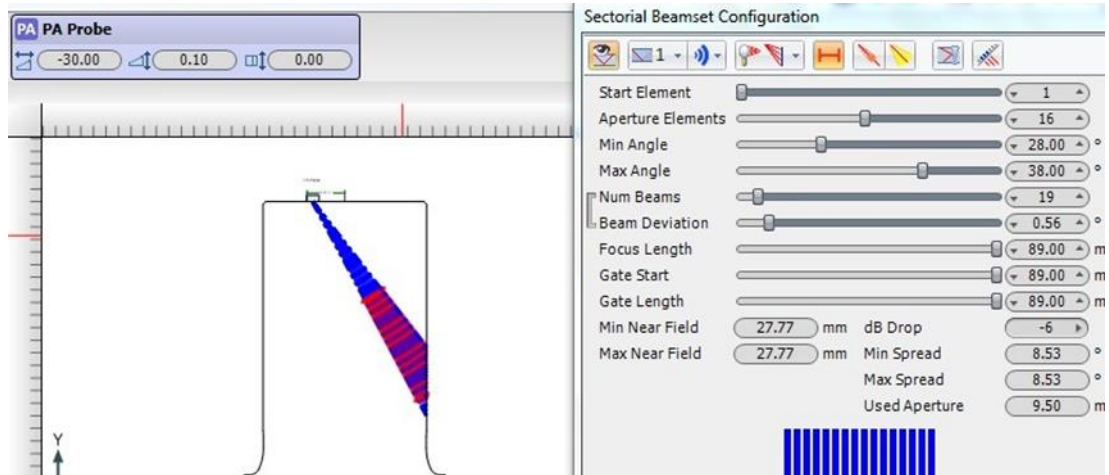 PA PA Probe
-30.00 0.10 0.00
Sectorial Beamset Configuration
1
Start Element 1
Aperture Elements 16
Min Angle 28.00 °
Max Angle 38.00 °
Num Beams 19
Beam Deviation 0.56 °
Focus Length 89.00 m
Gate Start 89.00 m
Gate Length 89.00 m
Min Near Field 27.77 mm dB Drop -6
Max Near Field 27.77 mm Min Spread 8.53 °
Max Spread 8.53 °
Used Aperture 9.50 m
Y